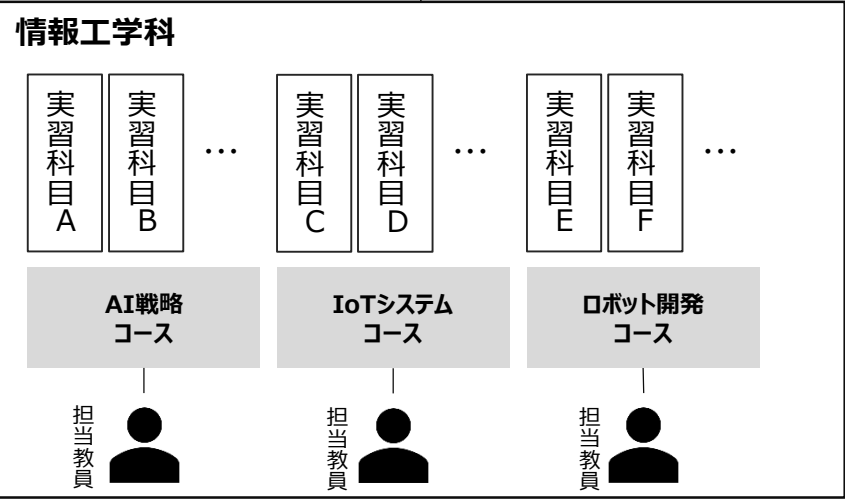 情報工学科
実習科目A
実習科目B
…
実習科目C
実習科目D
…
実習科目E
実習科目F
…
AI戦略
コース
IoTシステム
コース
ロボット開発
コース
担当教員
担当教員
担当教員